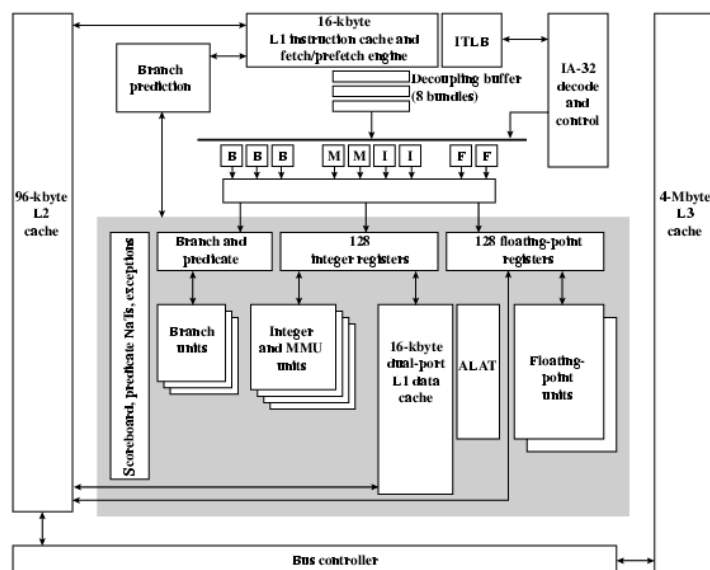 16-kbyte
L1 instruction cache and
fetch/prefetch engine
ITLB
Branch
prediction
Decoupling buffer
(8 bundles)
IA-32
decode
and
control
B B B M M I I F F
96-kbyte
L2
cache
4-Mbyte
L3
cache
Branch and
predicate
128
integer registers
128 floating-point
registers
Scoreboard, predicate NaTs, exceptions
Branch
units
Integer
and MMU
units
16-kbyte
dual-port
L1 data
cache
ALAT
Floating-
point
units
Bus controller